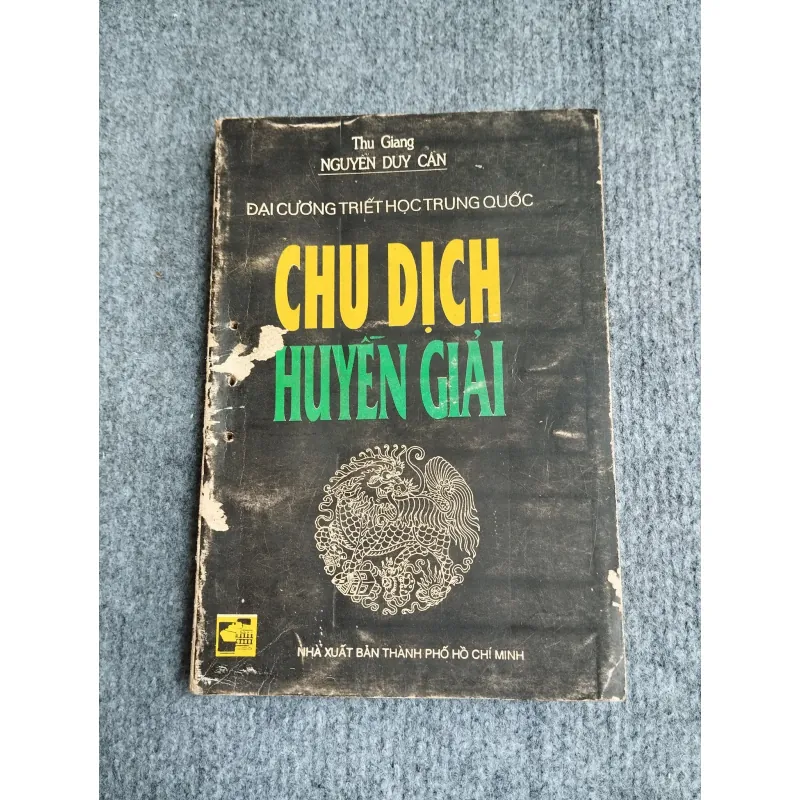 Thu Giang
NGUYỄN DUY CẦN
ĐẠI CƯƠNG TRIẾT HỌC TRUNG QUỐC
CHU DỊCH
HUYỀN GIẢI
NHÀ XUẤT BẢN THÀNH PHỐ HỒ CHÍ MINH